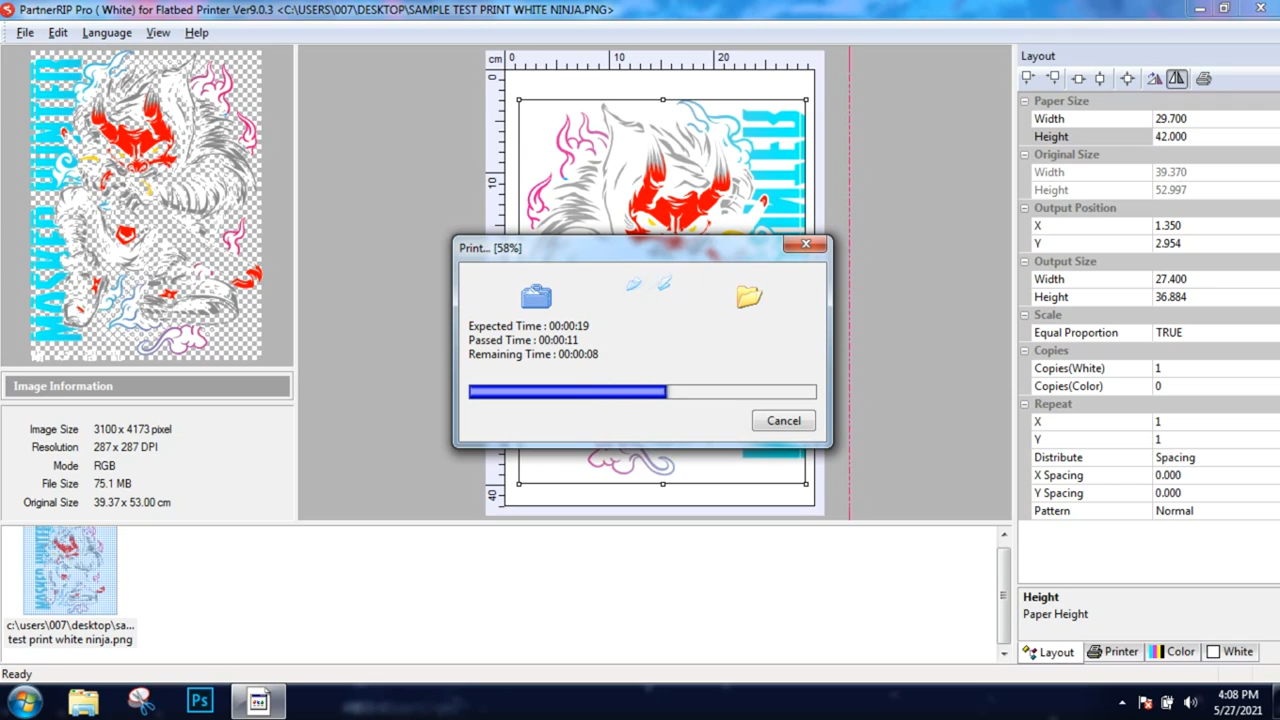 PartnerRIP Pro ( White) for Flatbed Printer Ver9.0.3 <C:\USERS\007\DESKTOP\SAMPLE TEST PRINT WHITE NINJA.PNG>
File Edit Language View Help
MASKED HUNTER
Image Information
Image Size 3100 x 4173 pixel
Resolution 287 x 287 DPI
Mode RGB
File Size 75.1 MB
Original Size 39.37 x 53.00 cm
cm 0 10 20
0
10
40
Print... [58%]
Expected Time : 00:00:19
Passed Time : 00:00:11
Remaining Time : 00:00:08
Cancel
Layout
Paper Size
Width 29.700
Height 42.000
Original Size
Width 39.370
Height 52.997
Output Position
X 1.350
Y 2.954
Output Size
Width 27.400
Height 36.884
Scale
Equal Proportion TRUE
Copies
Copies(White) 1
Copies(Color) 0
Repeat
X 1
Y 1
Distribute Spacing
X Spacing 0.000
Y Spacing 0.000
Pattern Normal
Height
Paper Height
Layout Printer Color White
c:\users\007\desktop\sa...
test print white ninja.png
Ready
Ps
4:08 PM
5/27/2021